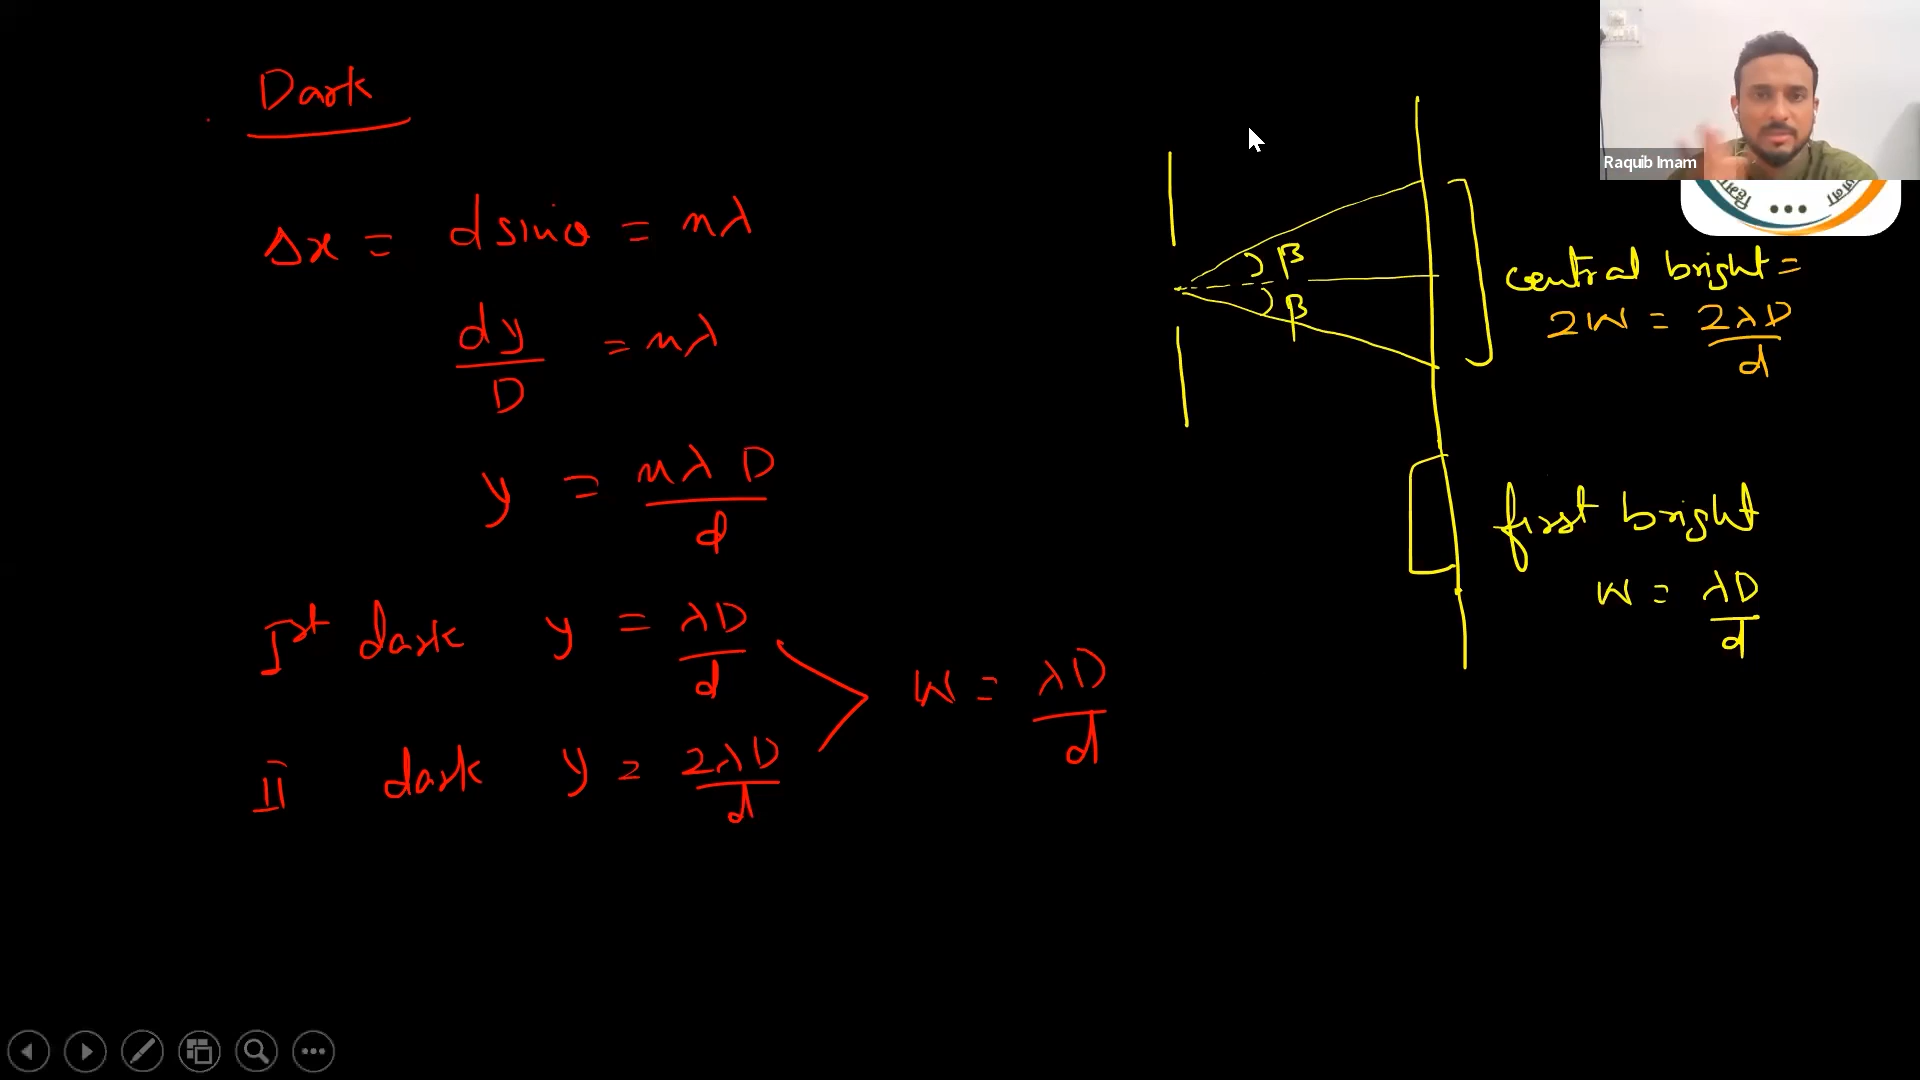 Dark
Δx = d sinθ = nλ
dy/D = nλ
y = nλD/d
Ist dark y = λD/d
II dark y = 2λD/d
w = λD/d
β
β
central bright =
2w = 2λD/d
first bright
w = λD/d
Raquib Imam